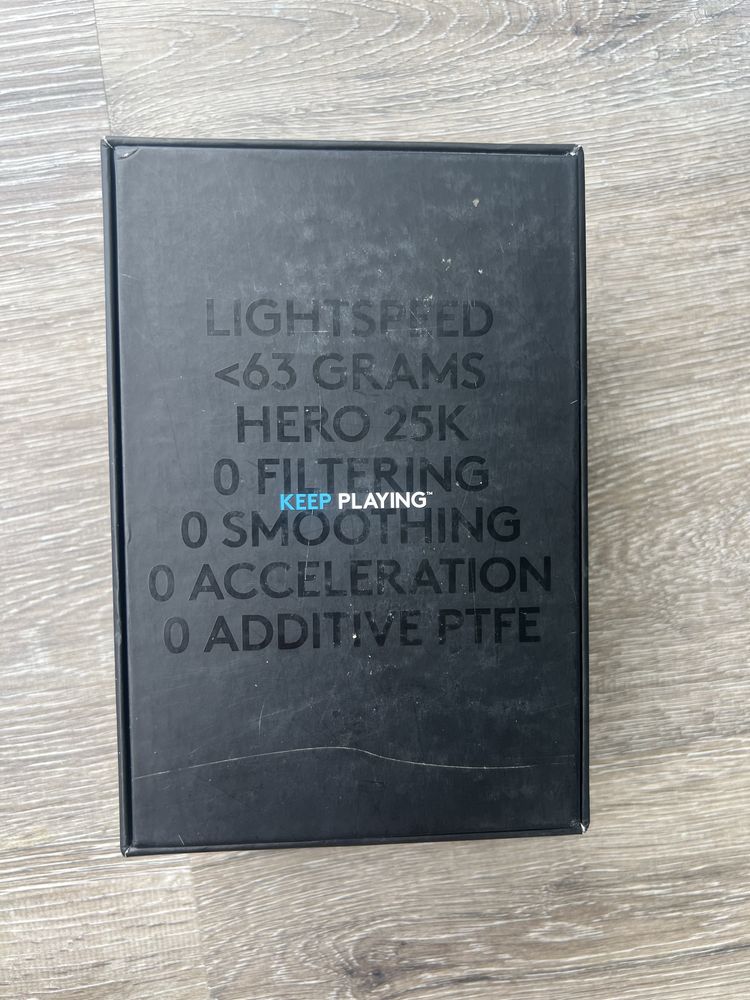 LIGHTSPEED
<63 GRAMS
HERO 25K
0 FILTERING
KEEP PLAYING™
0 SMOOTHING
0 ACCELERATION
0 ADDITIVE PTFE